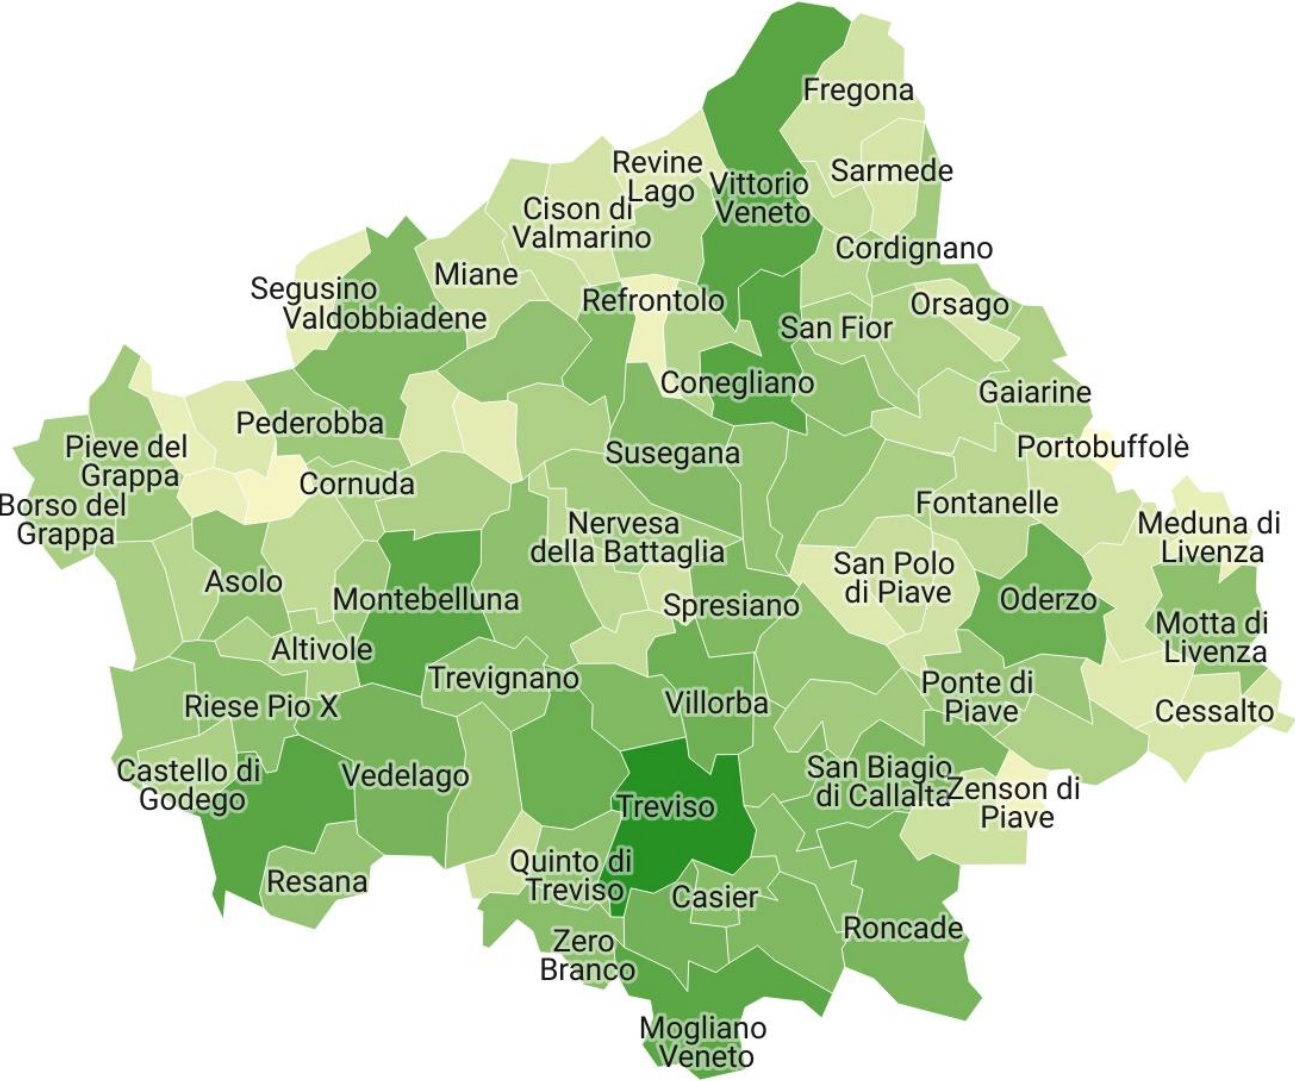 Fregona
Revine
Lago
Sarmede
Vittorio
Veneto
Cison di
Valmarino
Cordignano
Miane
Segusino
Valdobbiadene
Refrontolo
Orsago
San Fior
Conegliano
Gaiarine
Pederobba
Pieve del
Grappa
Susegana
Portobuffolè
Cornuda
Borso del
Grappa
Fontanelle
Nervesa
della Battaglia
Meduna di
Livenza
San Polo
di Piave
Asolo
Montebelluna
Spresiano
Oderzo
Motta di
Livenza
Altivole
Trevignano
Riese Pio X
Villorba
Ponte di
Piave
Cessalto
Castello di
Godego
Vedelago
San Biagio
di Callalta
Zenson di
Piave
Treviso
Quinto di
Treviso
Resana
Casier
Roncade
Zero
Branco
Mogliano
Veneto